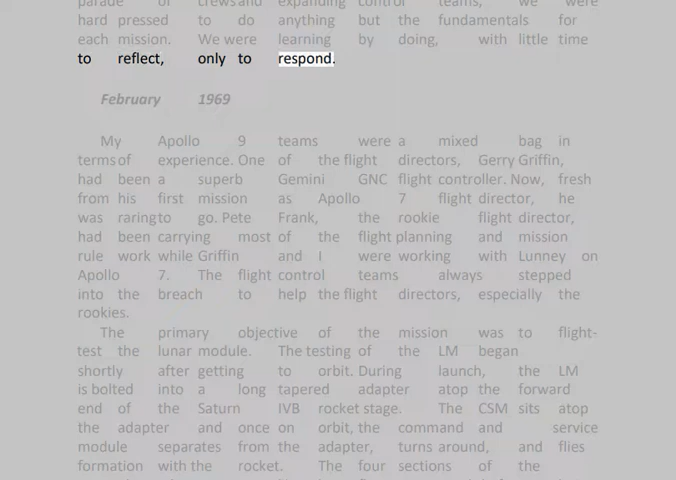 parade of crews and expanding control teams, we were
hard pressed to do anything but the fundamentals for
each mission. We were learning by doing, with little time
to reflect, only to respond.
February 1969
My Apollo 9 teams were a mixed bag in
terms of experience. One of the flight directors, Gerry Griffin,
had been a superb Gemini GNC flight controller. Now, fresh
from his first mission as Apollo 7 flight director, he
was raring to go. Pete Frank, the rookie flight director,
had been carrying most of the flight planning and mission
rule work while Griffin and I were working with Lunney on
Apollo 7. The flight control teams always stepped
into the breach to help the flight directors, especially the
rookies.
The primary objective of the mission was to flight-
test the lunar module. The testing of the LM began
shortly after getting to orbit. During launch, the LM
is bolted into a long tapered adapter atop the forward
end of the Saturn IVB rocket stage. The CSM sits atop
the adapter and once on orbit, the command and service
module separates from the adapter, turns around, and flies
formation with the rocket. The four sections of the